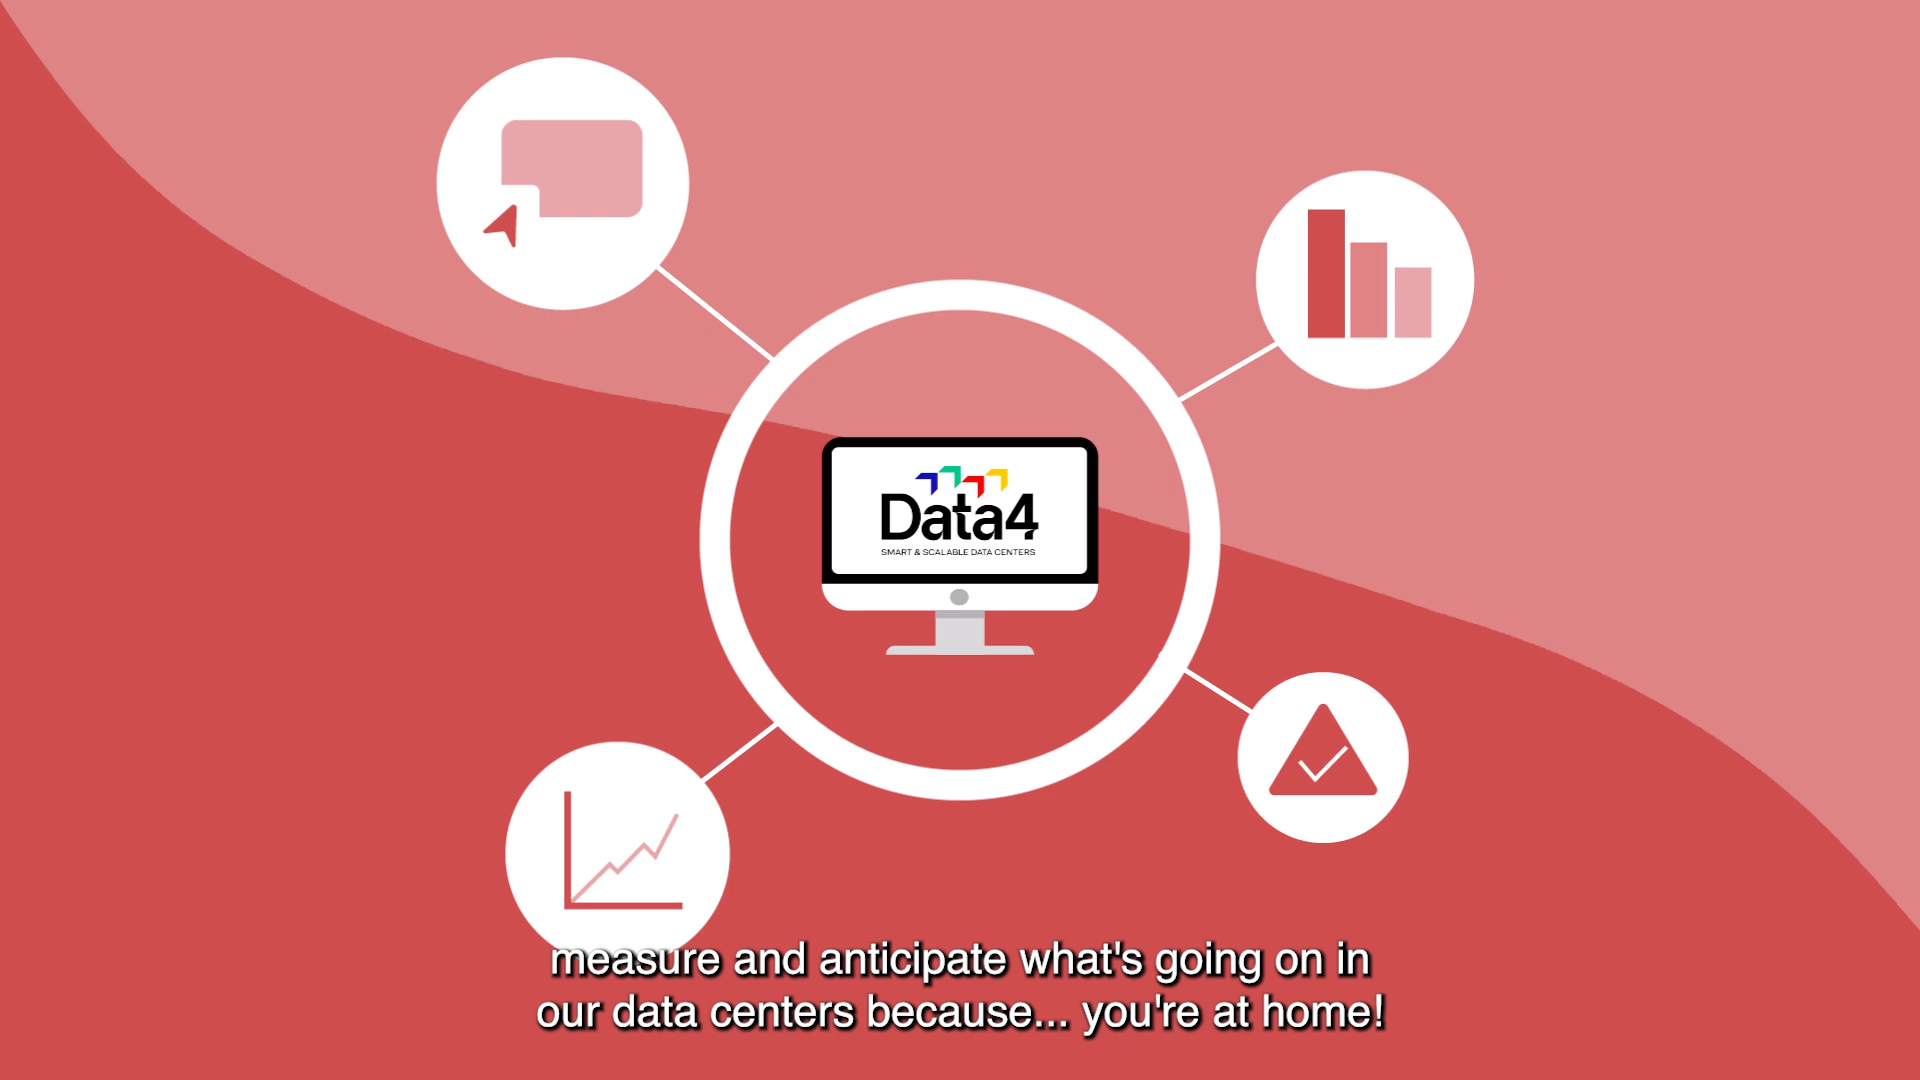 Data4
SMART & SCALABLE DATA CENTERS
measure and anticipate what's going on in
our data centers because... you're at home!